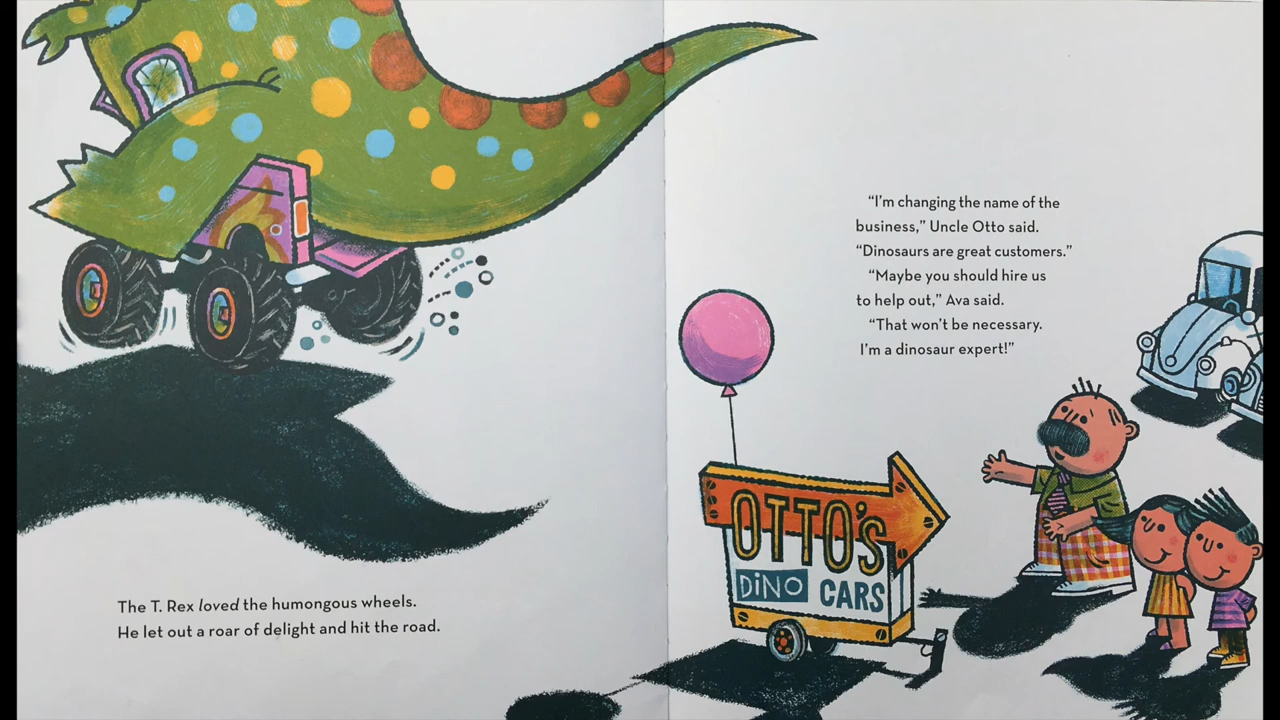 The T. Rex loved the humongous wheels.
He let out a roar of delight and hit the road.
“I’m changing the name of the
business,” Uncle Otto said.
“Dinosaurs are great customers.”
“Maybe you should hire us
to help out,” Ava said.
“That won’t be necessary.
I’m a dinosaur expert!”
OTTO’S
DiNO CARS